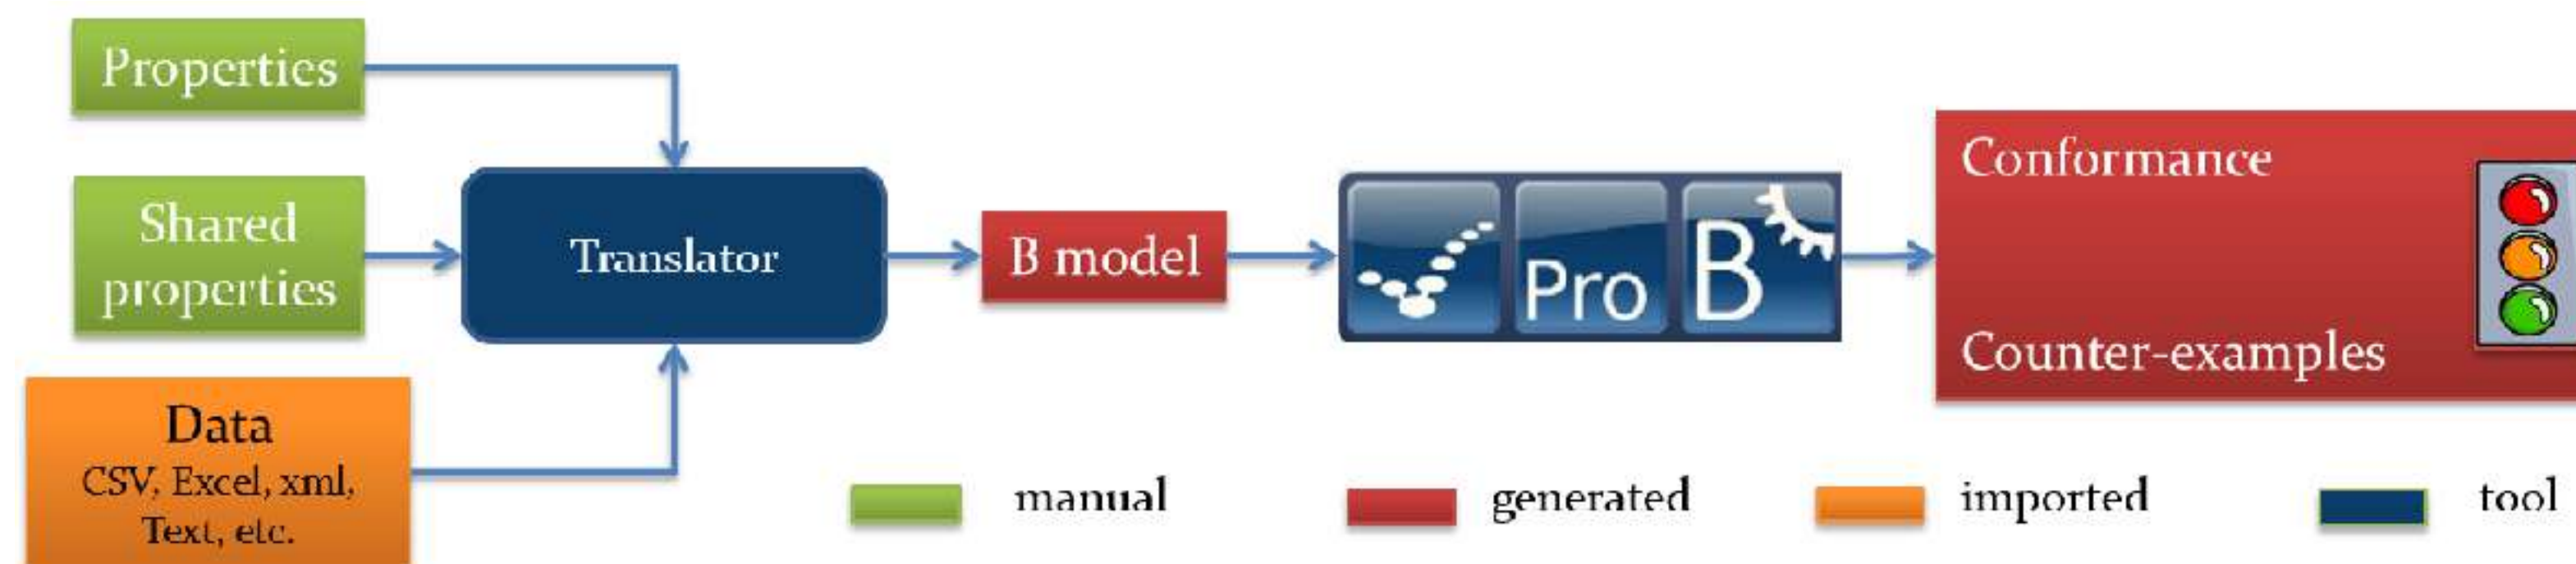 Properties
Shared
properties
Data
CSV, Excel, xml,
Text, etc.
Translator
B model
Pro B
Conformance
Counter-examples
manual
generated
imported
tool